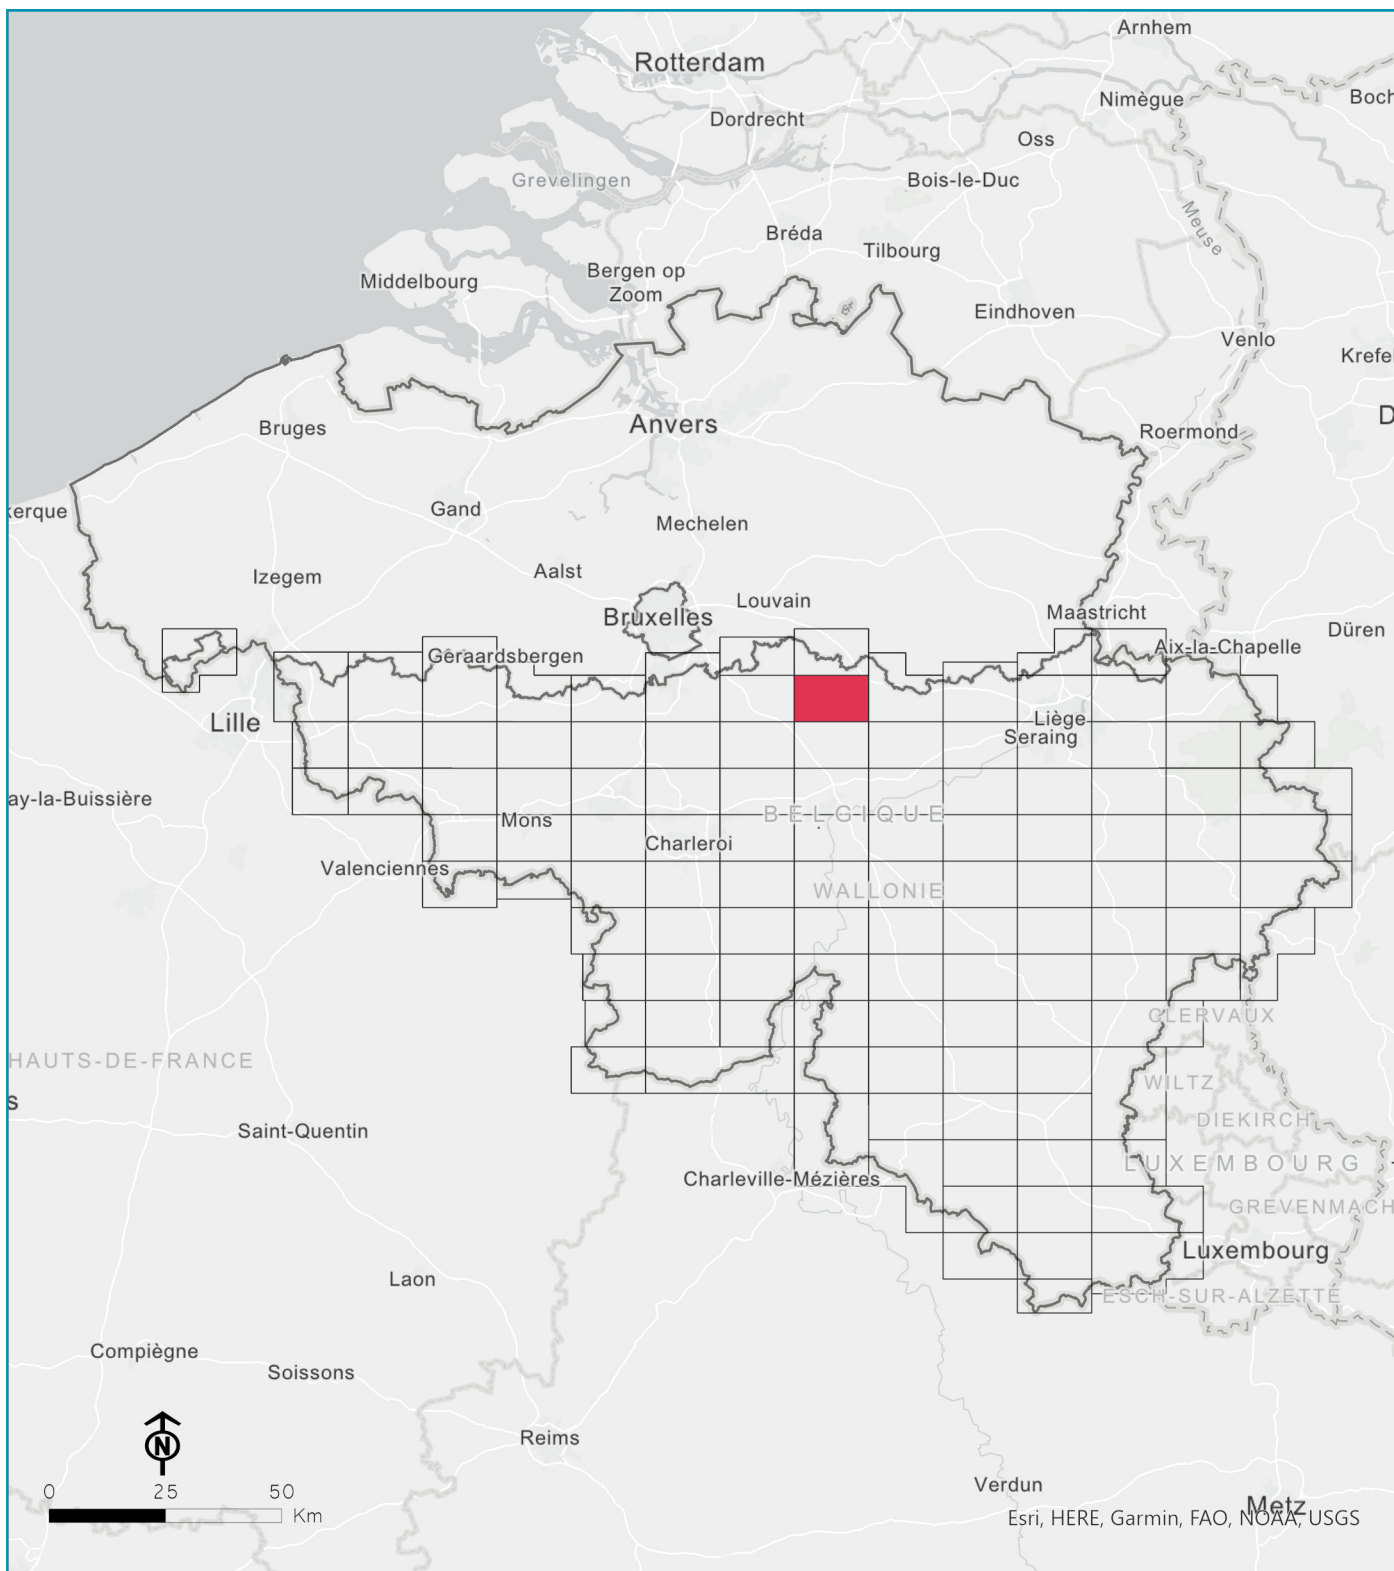 Arnhem
Rotterdam
Nimègue
Boch
Dordrecht
Oss
Grevelingen
Bois-le-Duc
Meuse
Bréda
Tilbourg
Bergen op
Zoom
Middelbourg
Eindhoven
Venlo
Krefel
D
Anvers
Bruges
Roermond
Gand
kerque
Mechelen
Izegem
Aalst
Louvain
Bruxelles
Maastricht
Düren
Aix-la-Chapelle
Geraardsbergen
Lille
Liège
Seraing
ay-la-Buissière
BELGIQUE
Mons
Charleroi
Valenciennes
WALLONIE
CLERVAUX
HAUTS-DE-FRANCE
WILTZ
s
DIEKIRCH
Saint-Quentin
LUXEMBOURG
Charleville-Mézières
GREVENMACH
Luxembourg
Laon
ESCH-SUR-ALZETTE
Compiègne
Soissons
N
Reims
Verdun
0 25 50
Km
Metz
Esri, HERE, Garmin, FAO, NOAA, USGS